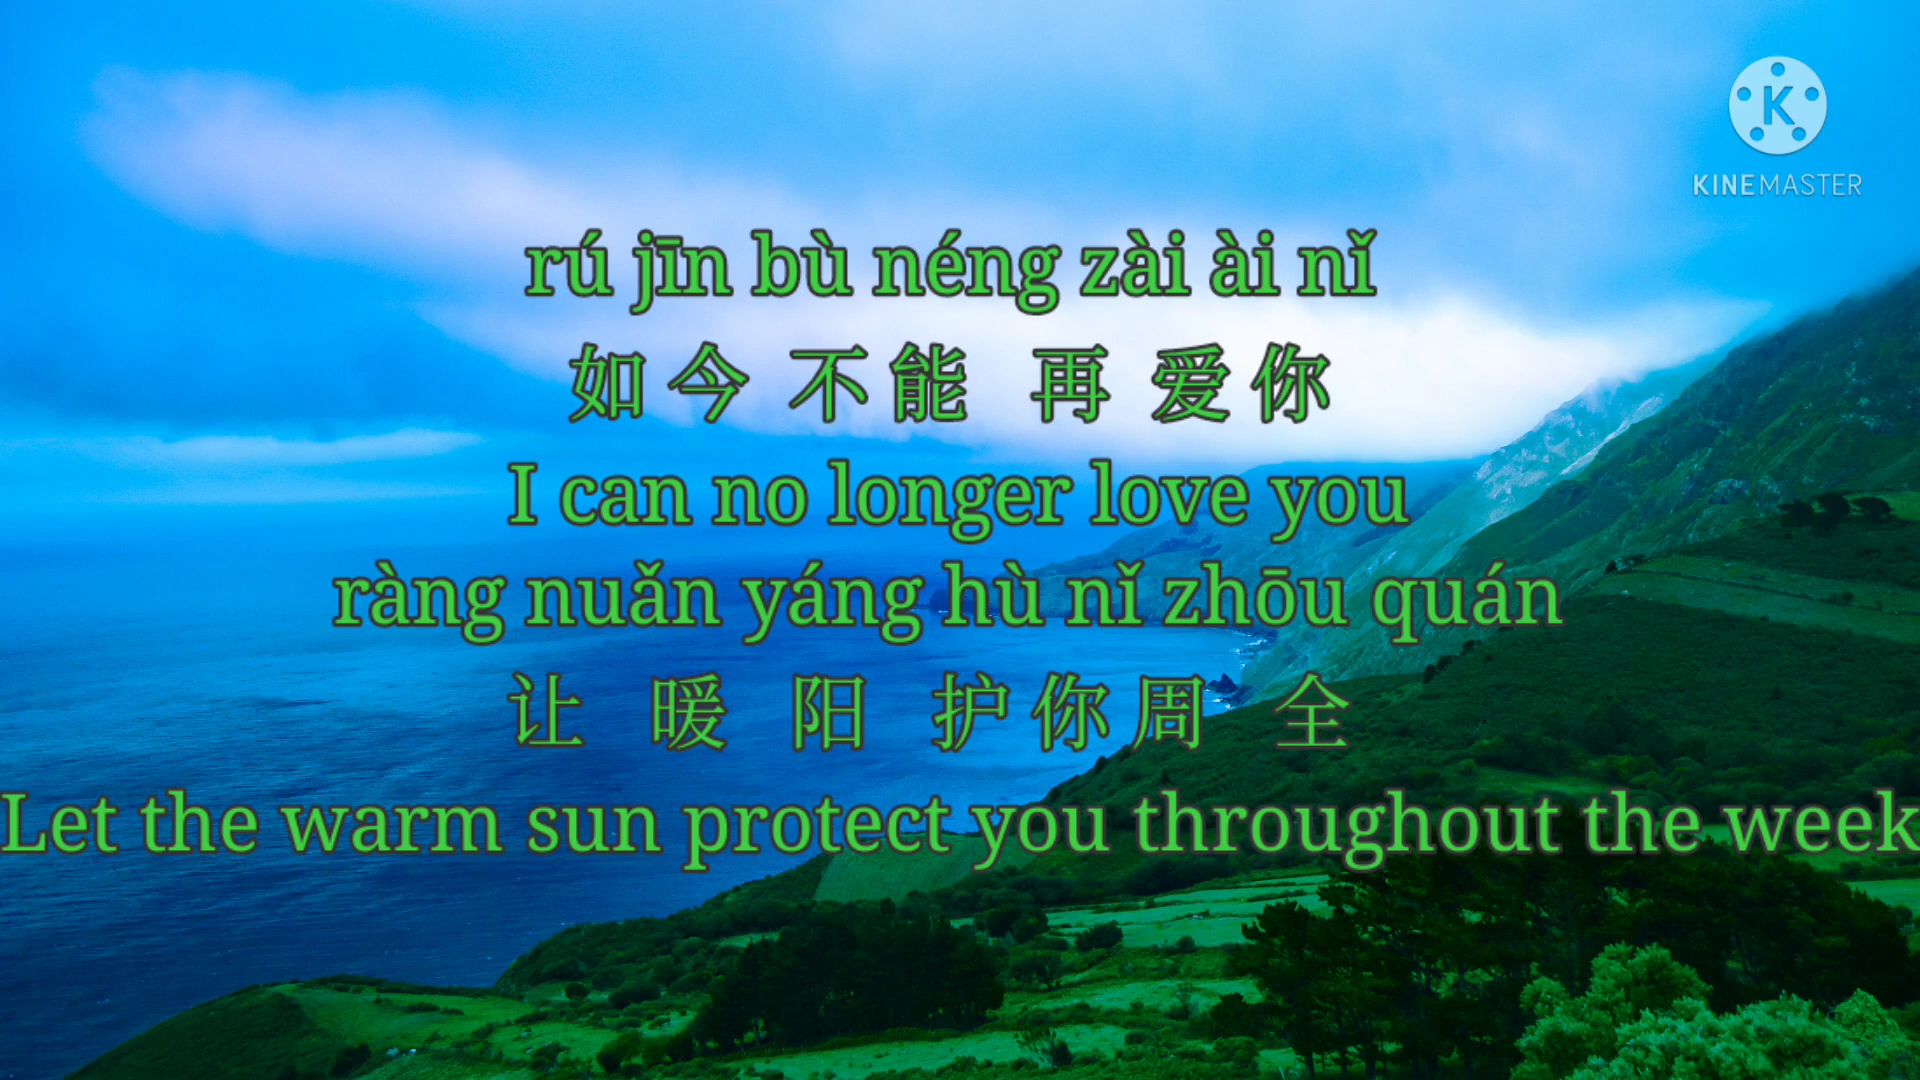 KINEMASTER
rú jīn bù néng zài ài nǐ
如今 不能 再 爱你
I can no longer love you
ràng nuǎn yáng hù nǐ zhōu quán
让 暖 阳 护你周 全
Let the warm sun protect you throughout the week